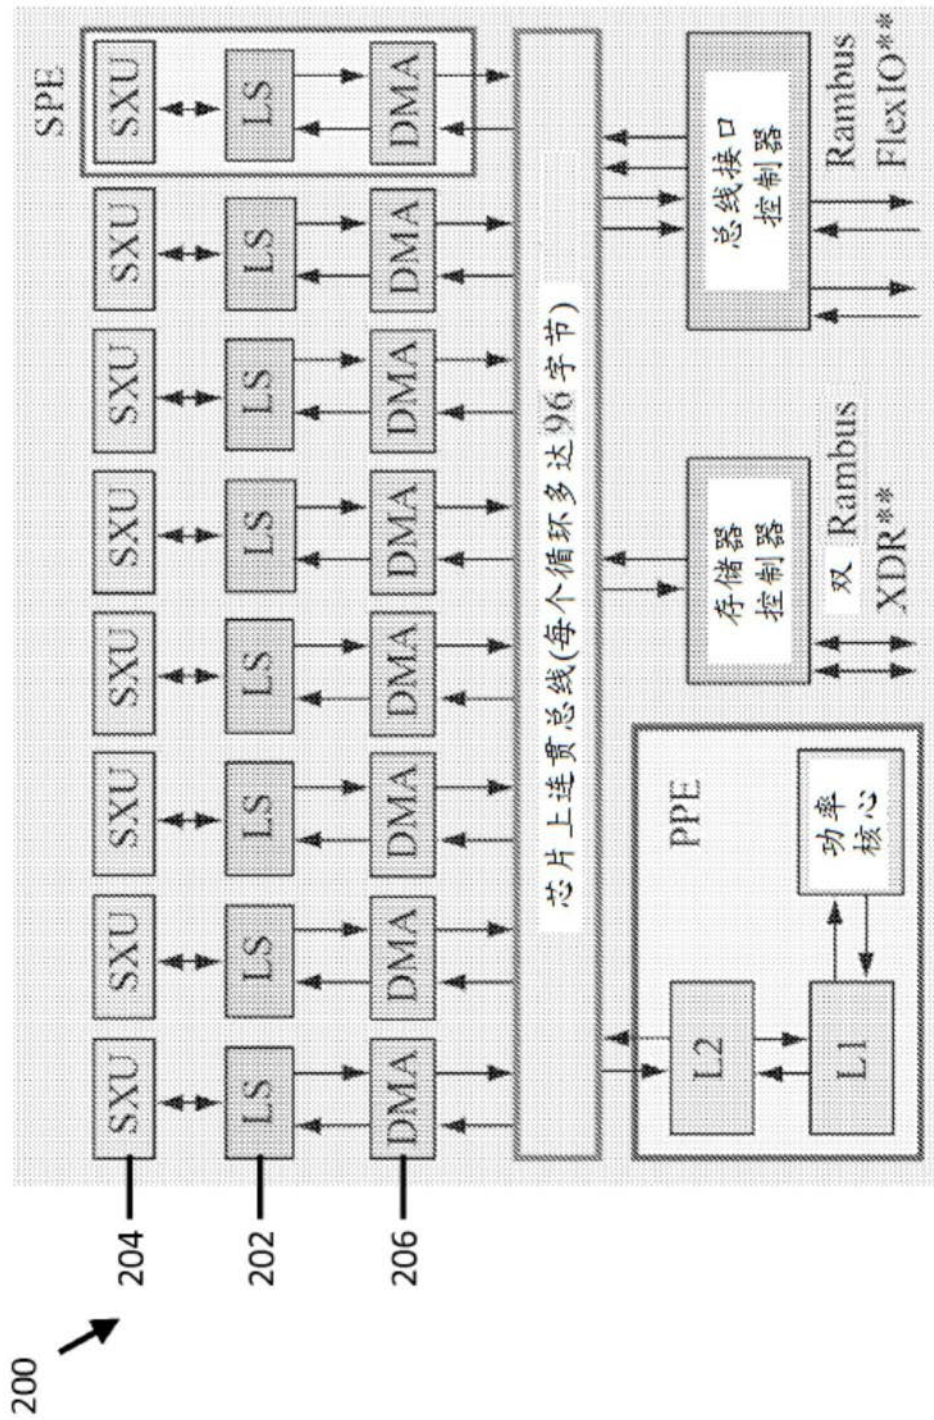 200
204
202
206
SPE
SXU
SXU
SXU
SXU
SXU
SXU
SXU
SXU
LS
LS
LS
LS
LS
LS
LS
LS
DMA
DMA
DMA
DMA
DMA
DMA
DMA
DMA
芯片上连贯总线(每个循环多达96字节)
PPE
L2
L1
功率
核心
存储器
控制器
双 Rambus
XDR**
总线接口
控制器
Rambus
FlexIO**